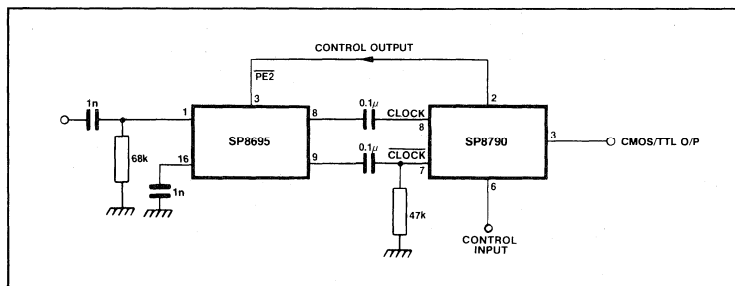 CONTROL OUTPUT
PE2
1n
1
3
8
0.1µ
CLOCK
8
2
SP8695
SP8790
3
CMOS/TTL O/P
68k
16
9
0.1µ
CLOCK
7
6
1n
47k
CONTROL
INPUT